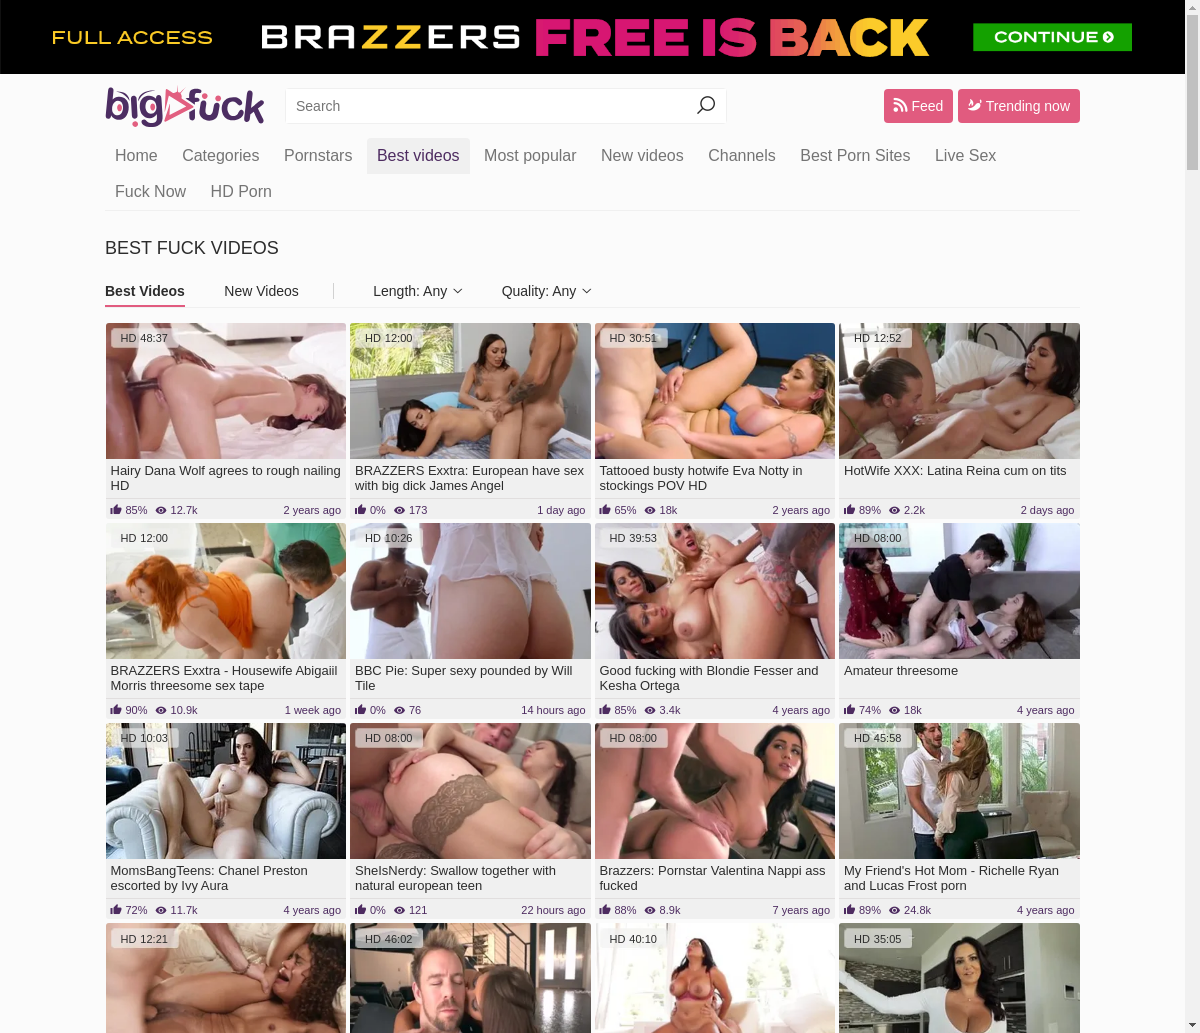 FULL ACCESS BRAZZERS FREE IS BACK CONTINUE
big fuck Search Feed Trending now
Home Categories Pornstars Best videos Most popular New videos Channels Best Porn Sites Live Sex
Fuck Now HD Porn
BEST FUCK VIDEOS
Best Videos New Videos Length: Any Quality: Any
HD 48:37 HD 12:00 HD 30:51 HD 12:52
Hairy Dana Wolf agrees to rough nailing HD
85% 12.7k 2 years ago
BRAZZERS Exxtra: European have sex with big dick James Angel
0% 173 1 day ago
Tattooed busty hotwife Eva Notty in stockings POV HD
65% 18k 2 years ago
HotWife XXX: Latina Reina cum on tits
89% 2.2k 2 days ago
HD 12:00 HD 10:26 HD 39:53 HD 08:00
BRAZZERS Exxtra - Housewife Abigaiil Morris threesome sex tape
90% 10.9k 1 week ago
BBC Pie: Super sexy pounded by Will Tile
0% 76 14 hours ago
Good fucking with Blondie Fesser and Kesha Ortega
85% 3.4k 4 years ago
Amateur threesome
74% 18k 4 years ago
HD 10:03 HD 08:00 HD 08:00 HD 45:58
MomsBangTeens: Chanel Preston escorted by Ivy Aura
72% 11.7k 4 years ago
SheIsNerdy: Swallow together with natural european teen
0% 121 22 hours ago
Brazzers: Pornstar Valentina Nappi ass fucked
88% 8.9k 7 years ago
My Friend's Hot Mom - Richelle Ryan and Lucas Frost porn
89% 24.8k 4 years ago
HD 12:21 HD 46:02 HD 40:10 HD 35:05